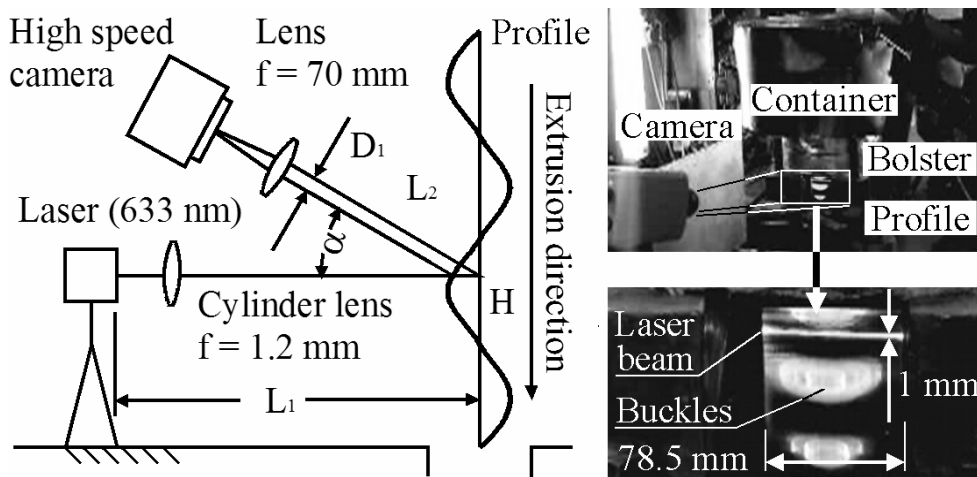 High speed
camera
Lens
f = 70 mm
Profile
D1
L2
Laser (633 nm)
α
Extrusion direction
H
Cylinder lens
f = 1.2 mm
L1
Camera
Container
Bolster
Profile
Laser
beam
1 mm
Buckles
78.5 mm